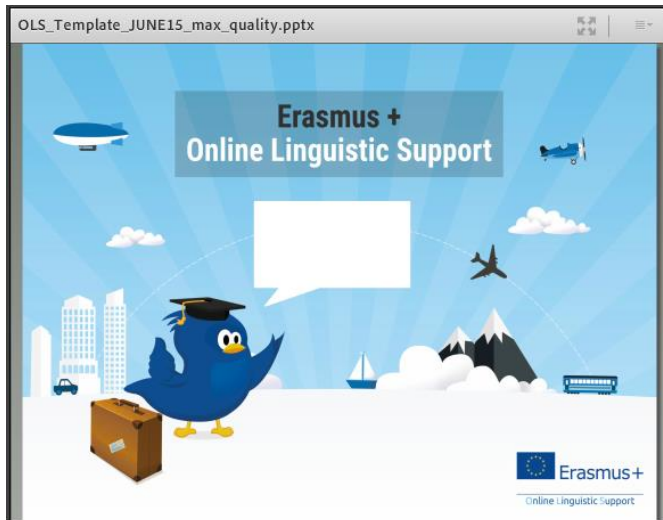 OLS_Template_JUNE15_max_quality.pptx
Erasmus +
Online Linguistic Support
Erasmus+
Online Linguistic Support